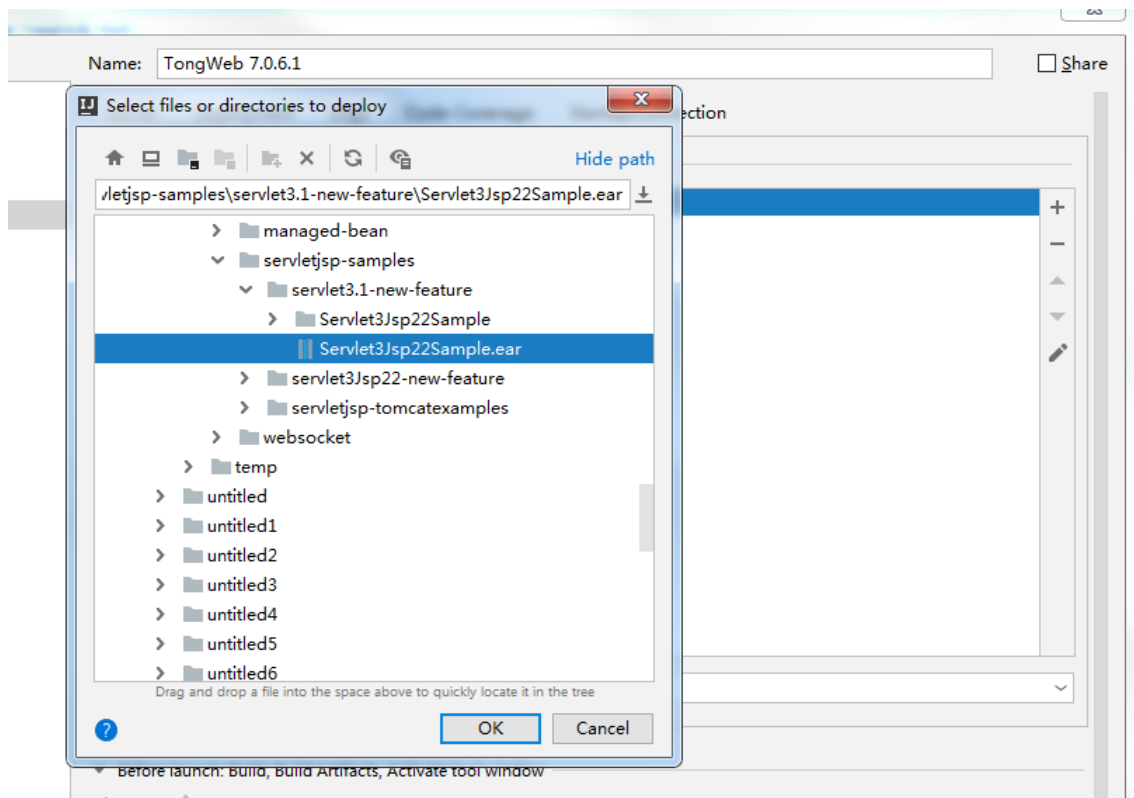 Name: TongWeb 7.0.6.1 Share
Select files or directories to deploy
ection
Hide path
letjsp-samples\servlet3.1-new-feature\Servlet3Jsp22Sample.ear
managed-bean
servletjsp-samples
servlet3.1-new-feature
Servlet3Jsp22Sample
Servlet3Jsp22Sample.ear
servlet3Jsp22-new-feature
servletjsp-tomcatexamples
websocket
temp
untitled
untitled1
untitled2
untitled3
untitled4
untitled5
untitled6
Drag and drop a file into the space above to quickly locate it in the tree
OK Cancel
Before launch: Build, Build Artifacts, Activate tool window